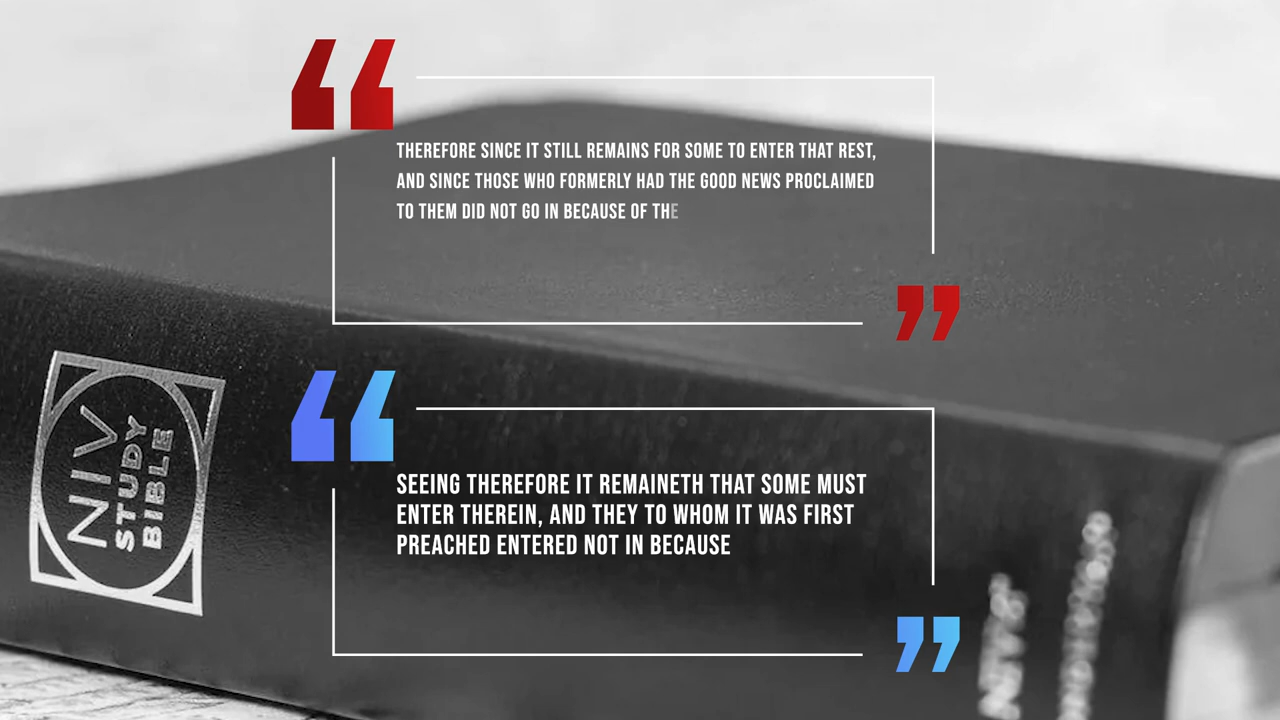 THEREFORE SINCE IT STILL REMAINS FOR SOME TO ENTER THAT REST,
AND SINCE THOSE WHO FORMERLY HAD THE GOOD NEWS PROCLAIMED
TO THEM DID NOT GO IN BECAUSE OF THE
SEEING THEREFORE IT REMAINETH THAT SOME MUST
ENTER THEREIN, AND THEY TO WHOM IT WAS FIRST
PREACHED ENTERED NOT IN BECAUSE
NIV
STUDY
BIBLE